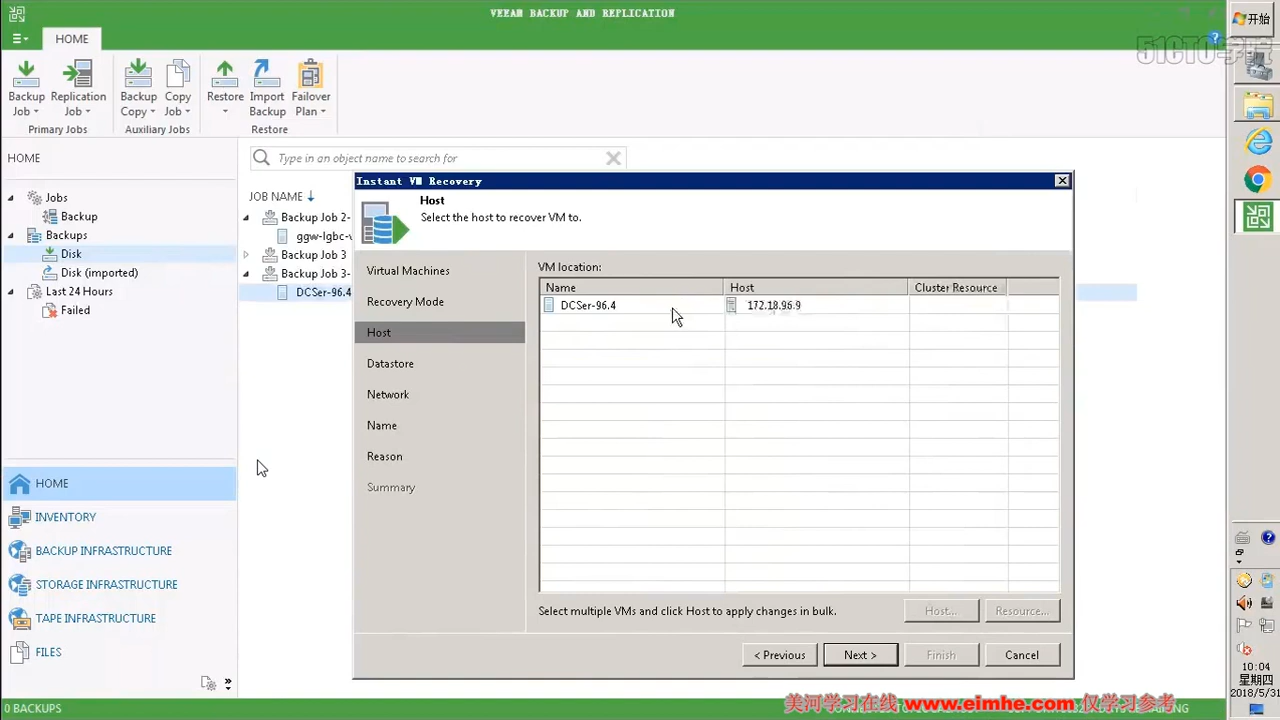 VEEAM BACKUP AND REPLICATION
开始
HOME
51CTO学院
Backup Job
Replication Job
Backup Copy
Copy Job
Restore
Import Backup
Failover Plan
Primary Jobs
Auxiliary Jobs
Restore
HOME
Type in an object name to search for
Jobs
Backup
Backups
Disk
Disk (imported)
Last 24 Hours
Failed
JOB NAME
Backup Job 2-
ggw-lgbc-v
Backup Job 3
Backup Job 3-
DCSer-96.4
Instant VM Recovery
Host
Select the host to recover VM to.
Virtual Machines
Recovery Mode
Host
Datastore
Network
Name
Reason
Summary
VM location:
Name Host Cluster Resource
DCSer-96.4 172.18.96.9
Select multiple VMs and click Host to apply changes in bulk.
Host...
Resource...
< Previous
Next >
Finish
Cancel
HOME
INVENTORY
BACKUP INFRASTRUCTURE
STORAGE INFRASTRUCTURE
TAPE INFRASTRUCTURE
FILES
10:04
星期四
2018/5/31
0 BACKUPS
美河学习在线 www.eimhe.com 仅学习参考